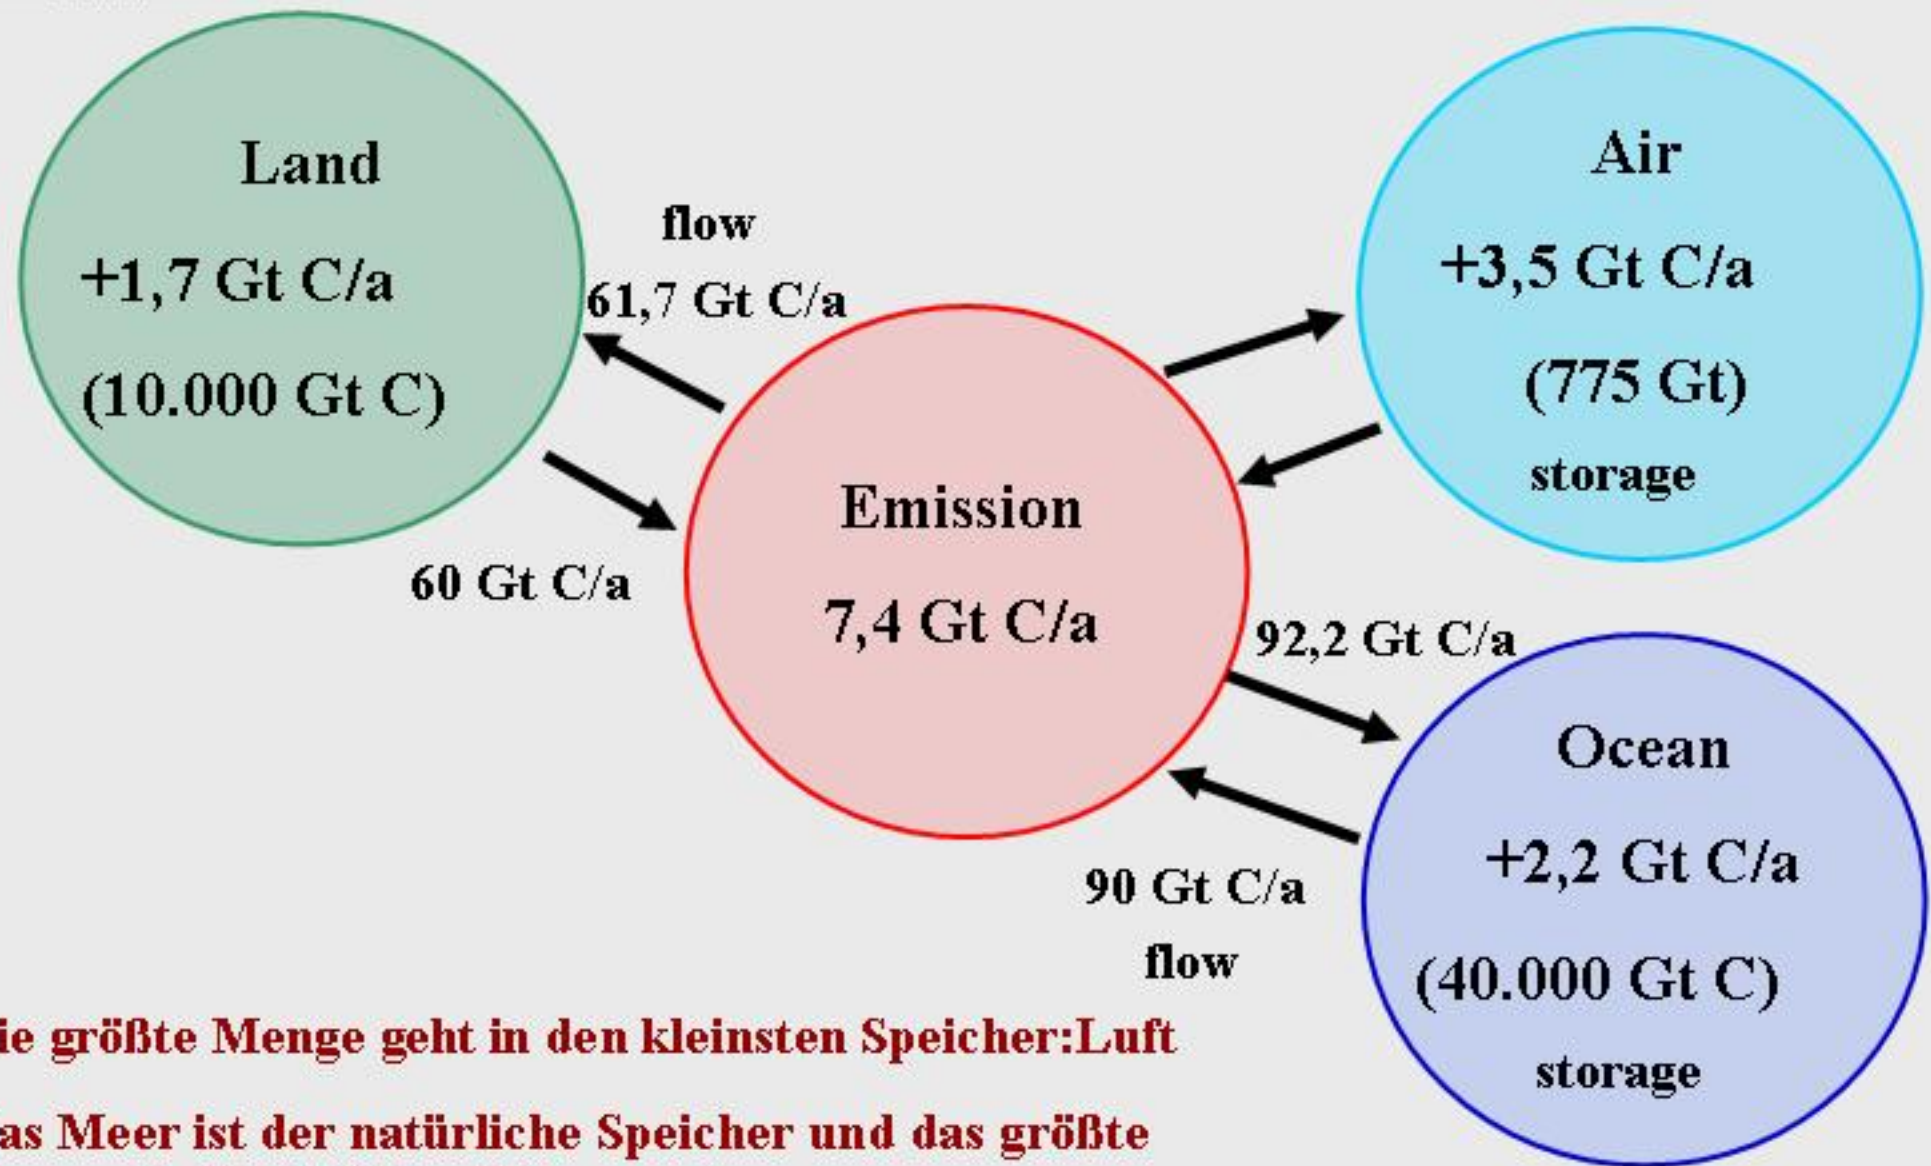 Land
+1,7 Gt C/a
(10.000 Gt C)
flow
61,7 Gt C/a
60 Gt C/a
Emission
7,4 Gt C/a
Air
+3,5 Gt C/a
(775 Gt)
storage
92,2 Gt C/a
90 Gt C/a
flow
Ocean
+2,2 Gt C/a
(40.000 Gt C)
storage
ie größte Menge geht in den kleinsten Speicher:Luft
as Meer ist der natürliche Speicher und das größte